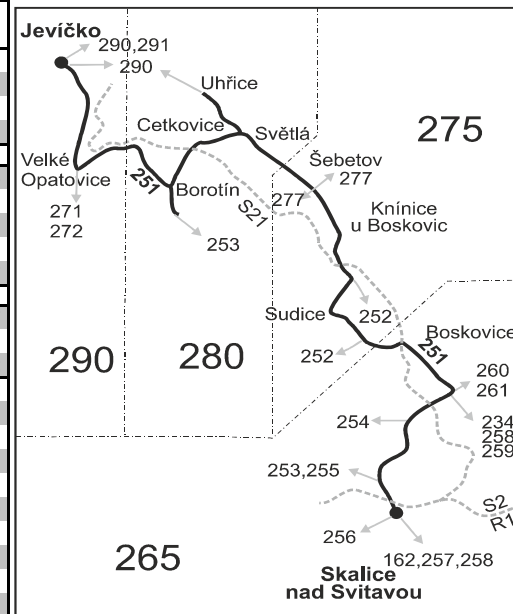 Jevíčko
290,291
290
Uhřice
Cetkovice
Světlá
275
Šebetov
277
277
Velké
Opatovice
251
Borotín
S21
Knínice
u Boskovic
271
272
253
252
Sudice
Boskovice
251
290
280
252
260
261
254
234
258
259
253,255
S2
R1
256
265
162,257,258
Skalice
nad Svitavou